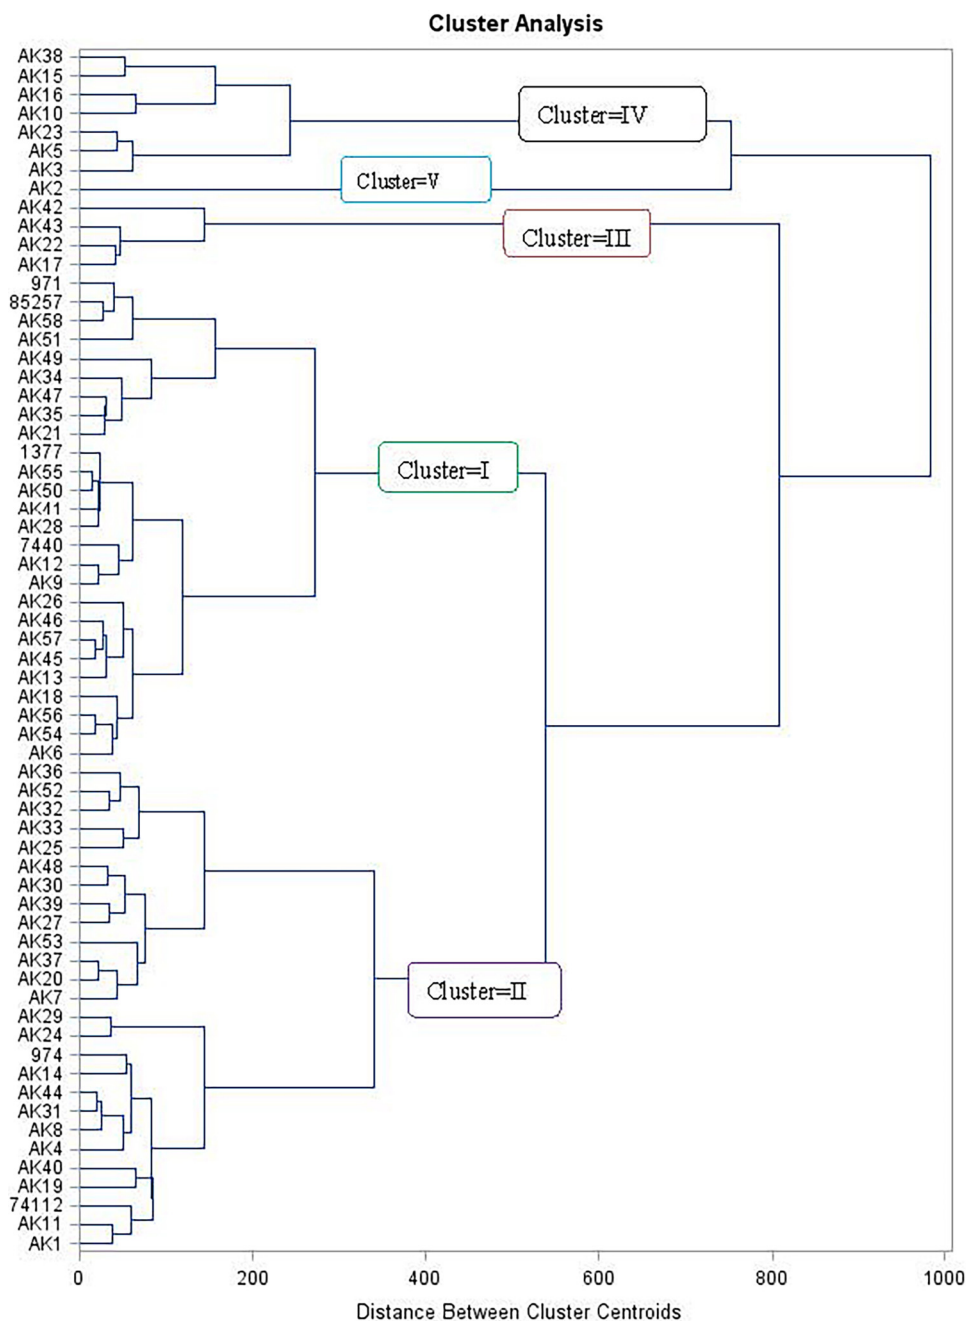 Cluster Analysis
AK38
AK15
AK16
AK10
AK23
AK5
AK3
AK2
AK42
AK43
AK22
AK17
971
85257
AK58
AK51
AK49
AK34
AK47
AK35
AK21
1377
AK55
AK50
AK41
AK28
7440
AK12
AK9
AK26
AK46
AK57
AK45
AK13
AK18
AK56
AK54
AK6
AK36
AK52
AK32
AK33
AK25
AK48
AK30
AK39
AK27
AK53
AK37
AK20
AK7
AK29
AK24
974
AK14
AK44
AK31
AK8
AK4
AK40
AK19
74112
AK11
AK1
Cluster=IV
Cluster=V
Cluster=III
Cluster=I
Cluster=II
0 200 400 600 800 1000
Distance Between Cluster Centroids